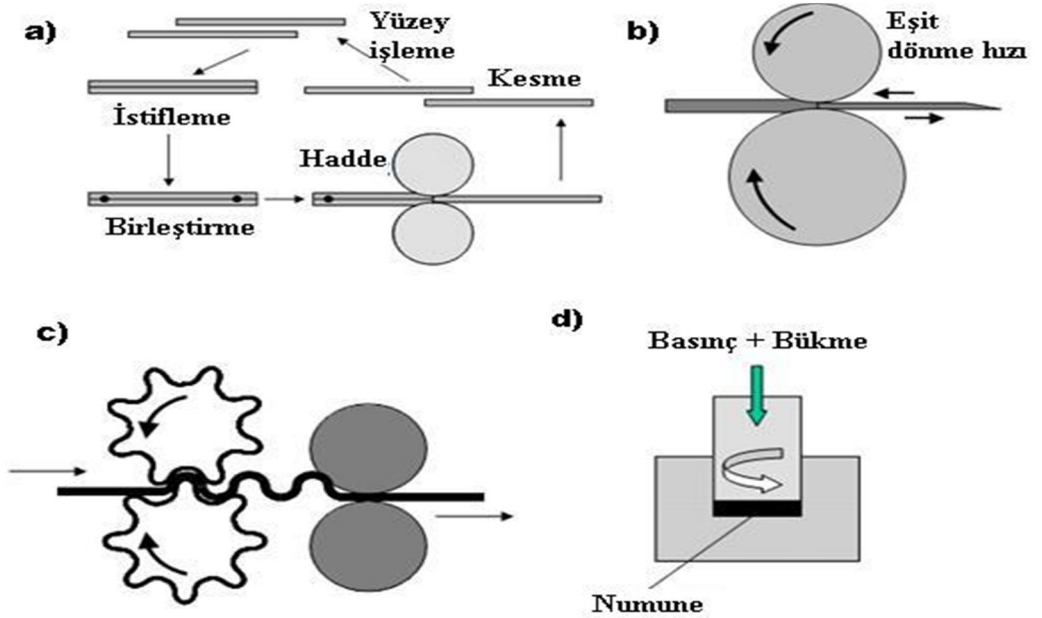 a)
Yüzey
işleme
Kesme
İstifleme
Hadde
Birleştirme
b)
Eşit
dönme hızı
c)
d)
Basınç + Bükme
Numune